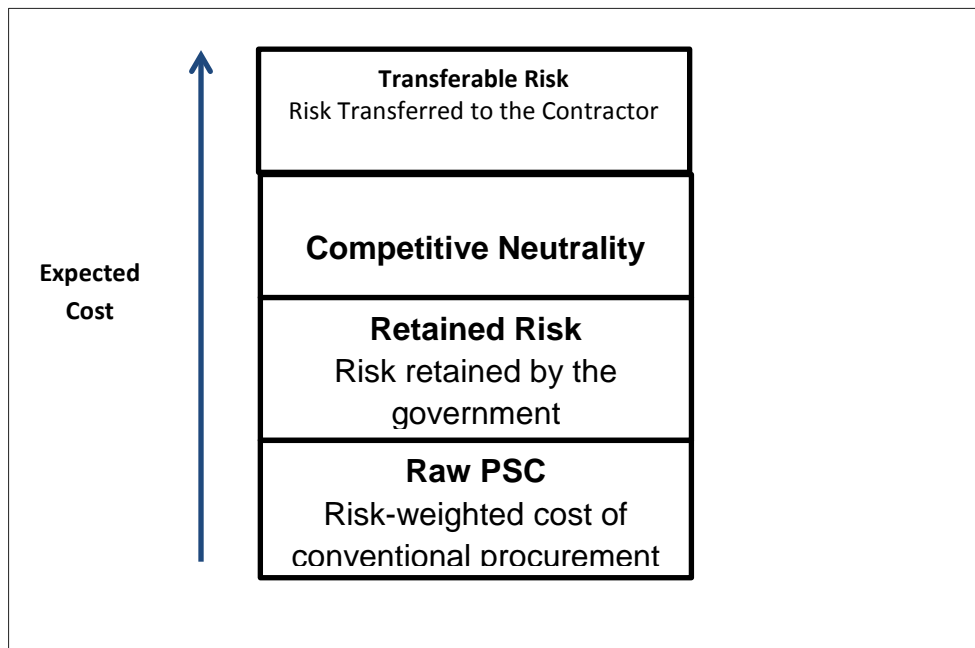 Transferable Risk
Risk Transferred to the Contractor
Competitive Neutrality
Expected
Cost
Retained Risk
Risk retained by the
government
Raw PSC
Risk-weighted cost of
conventional procurement